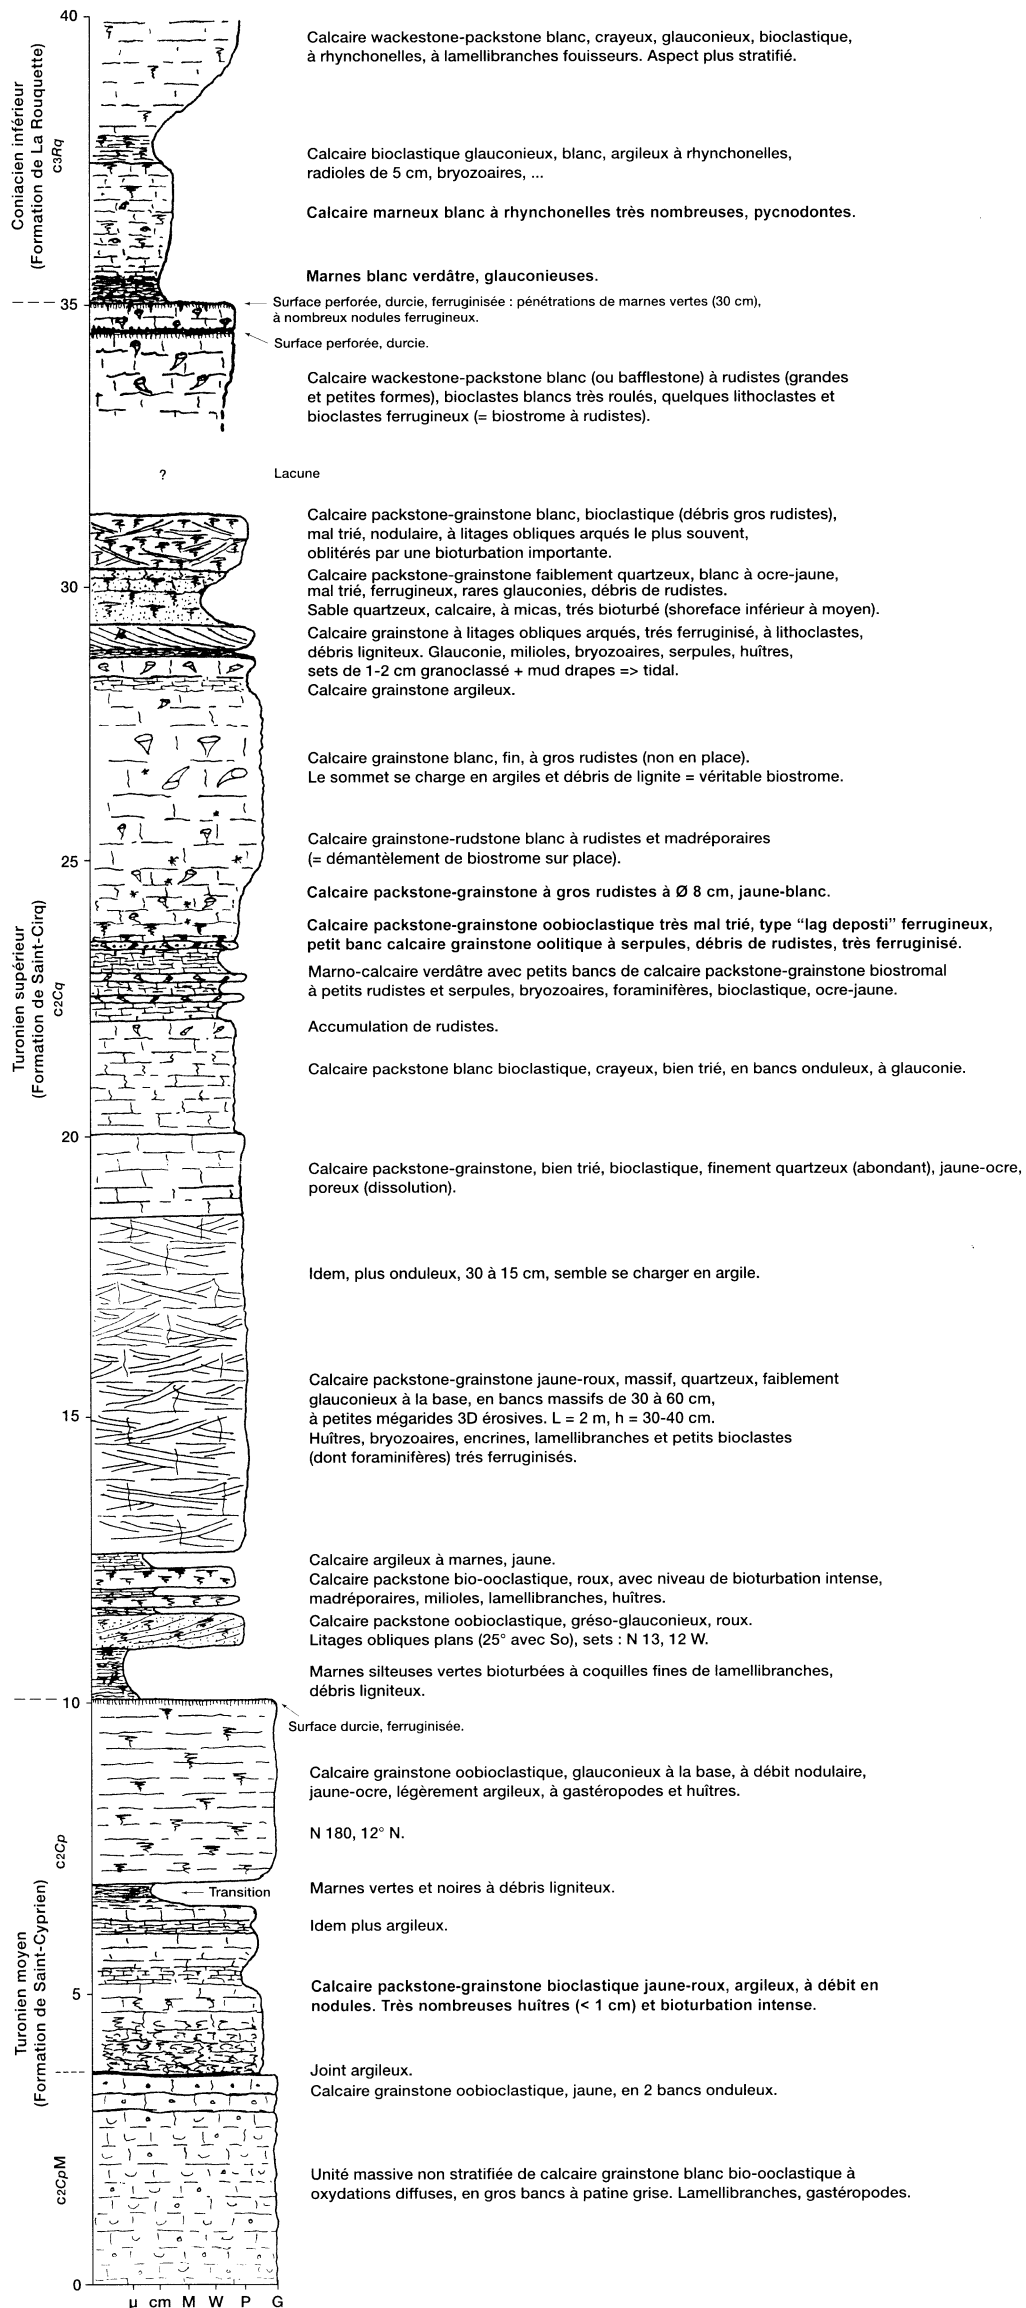 40
Calcaire wackestone-packstone blanc, crayeux, glauconieux, bioclastique,
à rhynchonelles, à lamellibranches fouisseurs. Aspect plus stratifié.
Coniacien inférieur
(Formation de La Rouquette)
c3Rq
Calcaire bioclastique glauconieux, blanc, argileux à rhynchonelles,
radioles de 5 cm, bryozoaires, ...
Calcaire marneux blanc à rhynchonelles très nombreuses, pycnodontes.
Marnes blanc verdâtre, glauconieuses.
35
Surface perforée, durcie, ferruginisée : pénétrations de marnes vertes (30 cm),
à nombreux nodules ferrugineux.
Surface perforée, durcie.
Calcaire wackestone-packstone blanc (ou bafflestone) à rudistes (grandes
et petites formes), bioclastes blancs très roulés, quelques lithoclastes et
bioclastes ferrugineux (= biostrome à rudistes).
?
Lacune
Calcaire packstone-grainstone blanc, bioclastique (débris gros rudistes),
mal trié, nodulaire, à litages obliques arqués le plus souvent,
oblitérés par une bioturbation importante.
30
Calcaire packstone-grainstone faiblement quartzeux, blanc à ocre-jaune,
mal trié, ferrugineux, rares glauconies, débris de rudistes.
Sable quartzeux, calcaire, à micas, trés bioturbé (shoreface inférieur à moyen).
Calcaire grainstone à litages obliques arqués, trés ferruginisé, à lithoclastes,
débris ligniteux. Glauconie, milioles, bryozoaires, serpules, huîtres,
sets de 1-2 cm granoclassé + mud drapes => tidal.
Calcaire grainstone argileux.
Calcaire grainstone blanc, fin, à gros rudistes (non en place).
Le sommet se charge en argiles et débris de lignite = véritable biostrome.
25
Calcaire grainstone-rudstone blanc à rudistes et madréporaires
(= démantèlement de biostrome sur place).
Calcaire packstone-grainstone à gros rudistes à Ø 8 cm, jaune-blanc.
Turonien supérieur
(Formation de Saint-Cirq)
c2Cq
Calcaire packstone-grainstone oobioclastique très mal trié, type “lag deposti” ferrugineux,
petit banc calcaire grainstone oolitique à serpules, débris de rudistes, très ferruginisé.
Marno-calcaire verdâtre avec petits bancs de calcaire packstone-grainstone biostromal
à petits rudistes et serpules, bryozoaires, foraminifères, bioclastique, ocre-jaune.
Accumulation de rudistes.
Calcaire packstone blanc bioclastique, crayeux, bien trié, en bancs onduleux, à glauconie.
20
Calcaire packstone-grainstone, bien trié, bioclastique, finement quartzeux (abondant), jaune-ocre,
poreux (dissolution).
Idem, plus onduleux, 30 à 15 cm, semble se charger en argile.
Calcaire packstone-grainstone jaune-roux, massif, quartzeux, faiblement
glauconieux à la base, en bancs massifs de 30 à 60 cm,
à petites mégarides 3D érosives. L = 2 m, h = 30-40 cm.
Huîtres, bryozoaires, encrines, lamellibranches et petits bioclastes
(dont foraminifères) trés ferruginisés.
15
Calcaire argileux à marnes, jaune.
Calcaire packstone bio-ooclastique, roux, avec niveau de bioturbation intense,
madréporaires, milioles, lamellibranches, huîtres.
Calcaire packstone oobioclastique, gréso-glauconieux, roux.
Litages obliques plans (25° avec So), sets : N 13, 12 W.
Marnes silteuses vertes bioturbées à coquilles fines de lamellibranches,
débris ligniteux.
10
Surface durcie, ferruginisée.
Calcaire grainstone oobioclastique, glauconieux à la base, à débit nodulaire,
jaune-ocre, légèrement argileux, à gastéropodes et huîtres.
N 180, 12° N.
Turonien moyen
(Formation de Saint-Cyprien)
c2Cp
Transition
Marnes vertes et noires à débris ligniteux.
Idem plus argileux.
Calcaire packstone-grainstone bioclastique jaune-roux, argileux, à débit en
nodules. Très nombreuses huîtres (< 1 cm) et bioturbation intense.
5
Joint argileux.
Calcaire grainstone oobioclastique, jaune, en 2 bancs onduleux.
c2CpM
Unité massive non stratifiée de calcaire grainstone blanc bio-ooclastique à
oxydations diffuses, en gros bancs à patine grise. Lamellibranches, gastéropodes.
0
µ cm M W P G